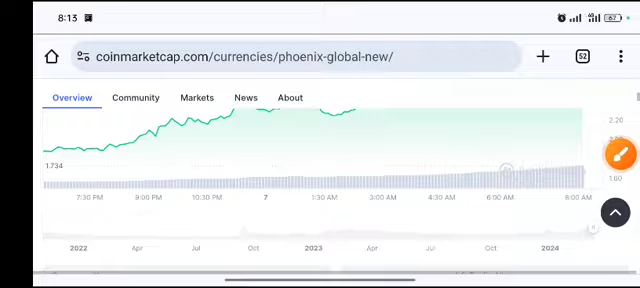 8:13 67
coinmarketcap.com/currencies/phoenix-global-new/ 52
Overview Community Markets News About
2.20
1.734
1.60
7:30 PM 9:00 PM 10:30 PM 7 1:30 AM 3:00 AM 4:30 AM 6:00 AM 8:00 AM
2022 Apr Jul Oct 2023 Apr Jul Oct 2024